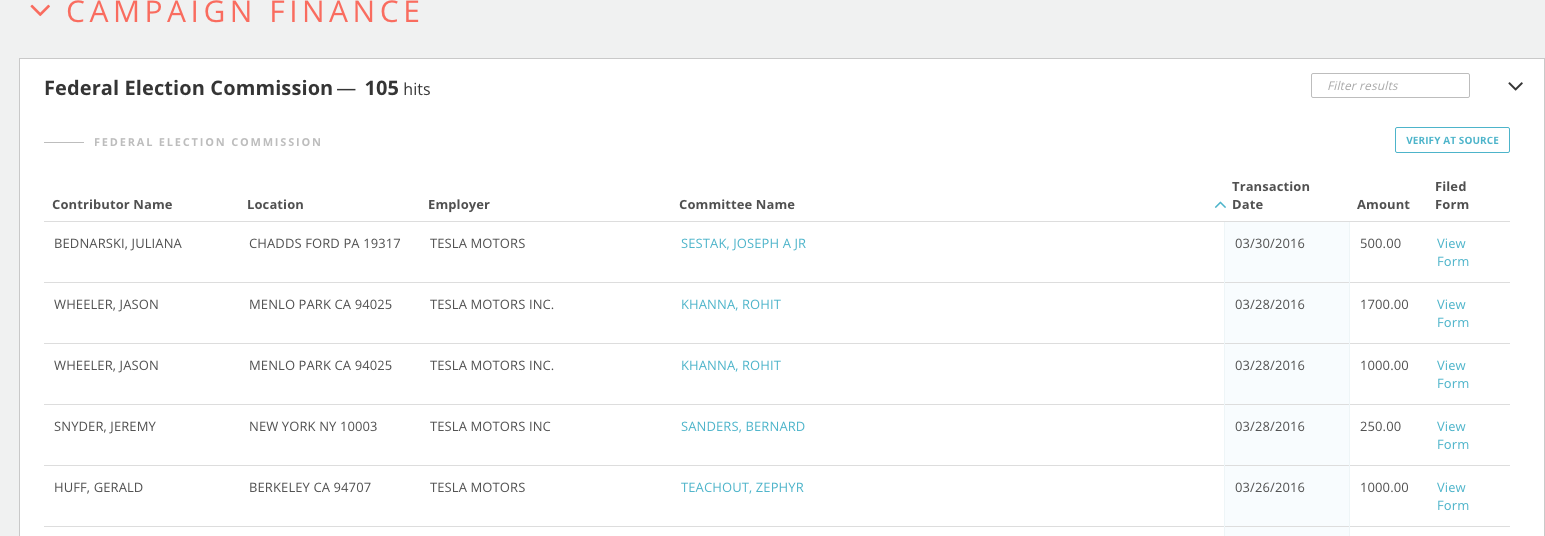 CAMPAIGN FINANCE
Federal Election Commission — 105 hits
Filter results
FEDERAL ELECTION COMMISSION
VERIFY AT SOURCE
Contributor Name Location Employer Committee Name Transaction Date Amount Filed Form
BEDNARSKI, JULIANA CHADDS FORD PA 19317 TESLA MOTORS SESTAK, JOSEPH A JR 03/30/2016 500.00 View Form
WHEELER, JASON MENLO PARK CA 94025 TESLA MOTORS INC. KHANNA, ROHIT 03/28/2016 1700.00 View Form
WHEELER, JASON MENLO PARK CA 94025 TESLA MOTORS INC. KHANNA, ROHIT 03/28/2016 1000.00 View Form
SNYDER, JEREMY NEW YORK NY 10003 TESLA MOTORS INC SANDERS, BERNARD 03/28/2016 250.00 View Form
HUFF, GERALD BERKELEY CA 94707 TESLA MOTORS TEACHOUT, ZEPHYR 03/26/2016 1000.00 View Form